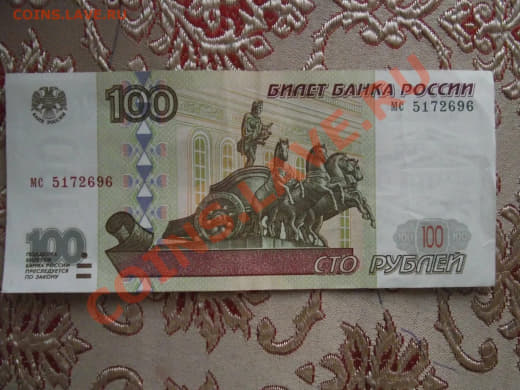 COINS.LAVE.RU
100
БИЛЕТ БАНКА РОССИИ
мс 5172696
БАНК РОССИИ
мс 5172696
100
ПОДДЕЛКА
БИЛЕТОВ
БАНКА РОССИИ
ПРЕСЛЕДУЕТСЯ
ПО ЗАКОНУ
100
СТО РУБЛЕЙ
COINS.LAVE.RU